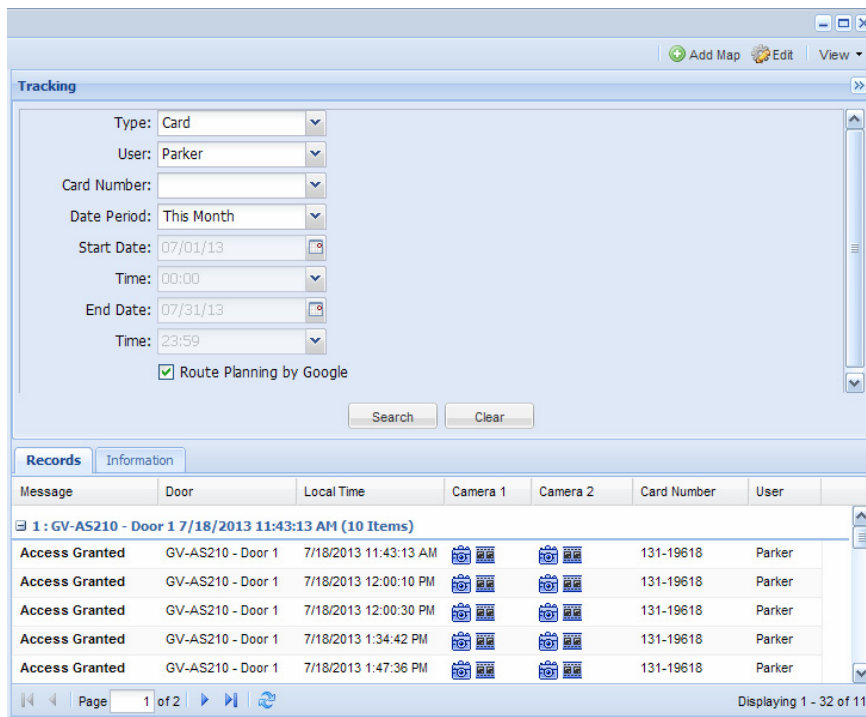 Add Map Edit View
Tracking
Type: Card
User: Parker
Card Number:
Date Period: This Month
Start Date: 07/01/13
Time: 00:00
End Date: 07/31/13
Time: 23:59
Route Planning by Google
Search Clear
Records Information
Message Door Local Time Camera 1 Camera 2 Card Number User
1 : GV-AS210 - Door 1 7/18/2013 11:43:13 AM (10 Items)
Access Granted GV-AS210 - Door 1 7/18/2013 11:43:13 AM 131-19618 Parker
Access Granted GV-AS210 - Door 1 7/18/2013 12:00:10 PM 131-19618 Parker
Access Granted GV-AS210 - Door 1 7/18/2013 12:00:30 PM 131-19618 Parker
Access Granted GV-AS210 - Door 1 7/18/2013 1:34:42 PM 131-19618 Parker
Access Granted GV-AS210 - Door 1 7/18/2013 1:47:36 PM 131-19618 Parker
Page 1 of 2 Displaying 1 - 32 of 11